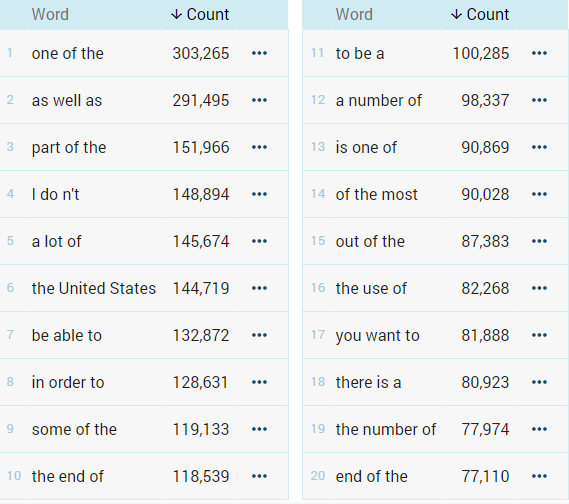 Word ↓ Count
1 one of the 303,265 •••
2 as well as 291,495 •••
3 part of the 151,966 •••
4 I do n't 148,894 •••
5 a lot of 145,674 •••
6 the United States 144,719 •••
7 be able to 132,872 •••
8 in order to 128,631 •••
9 some of the 119,133 •••
10 the end of 118,539 •••
Word ↓ Count
11 to be a 100,285 •••
12 a number of 98,337 •••
13 is one of 90,869 •••
14 of the most 90,028 •••
15 out of the 87,383 •••
16 the use of 82,268 •••
17 you want to 81,888 •••
18 there is a 80,923 •••
19 the number of 77,974 •••
20 end of the 77,110 •••